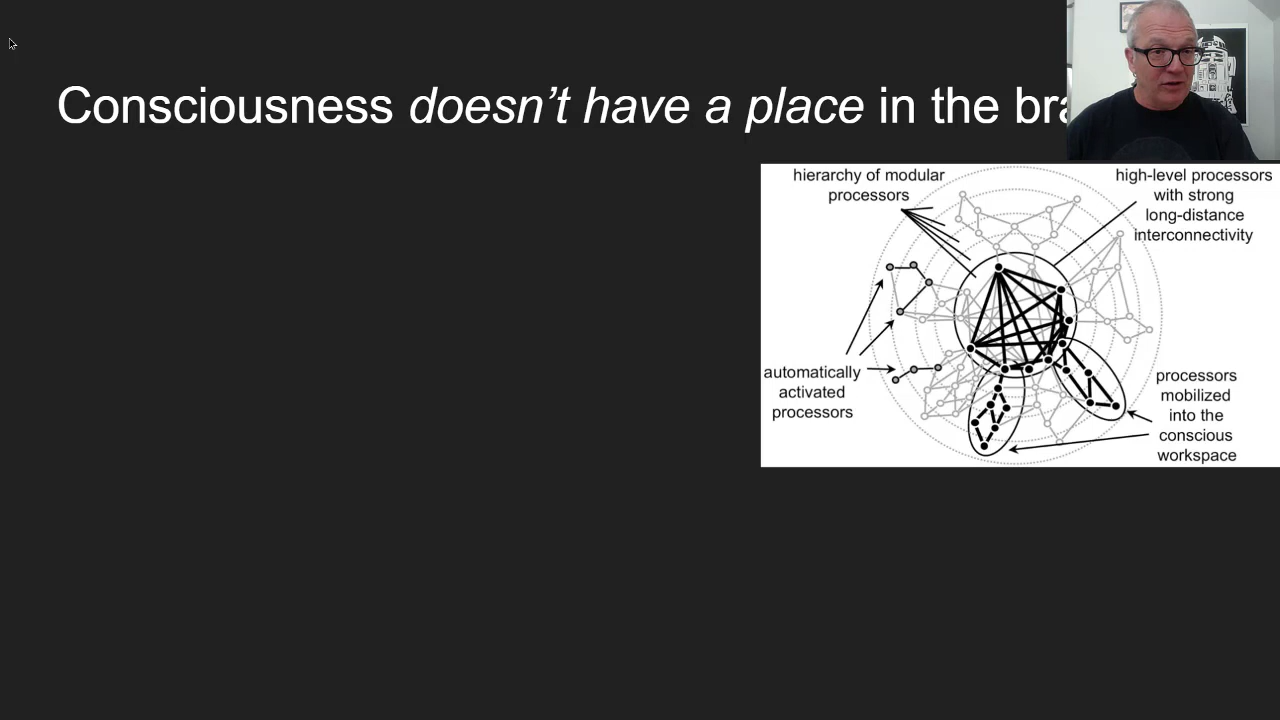 Consciousness doesn’t have a place in the
hierarchy of modular
processors
high-level processors
with strong
long-distance
interconnectivity
automatically
activated
processors
processors
mobilized
into the
conscious
workspace